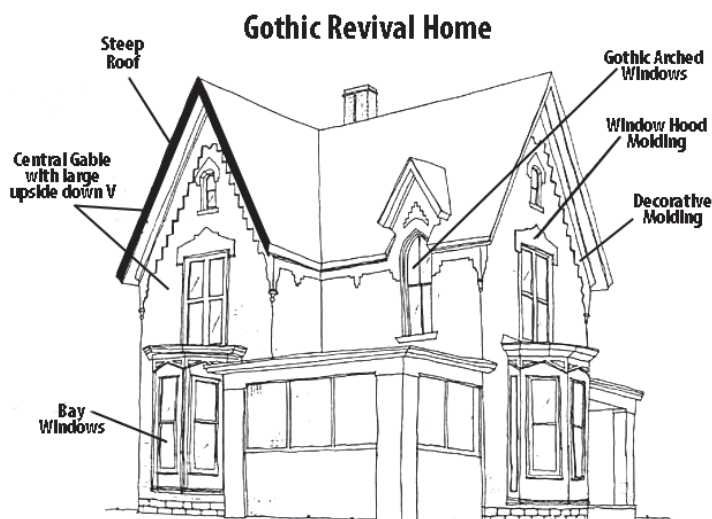 Gothic Revival Home
Steep
Roof
Gothic Arched
Windows
Window Hood
Molding
Central Gable
with large
upside down V
Decorative
Molding
Bay
Windows